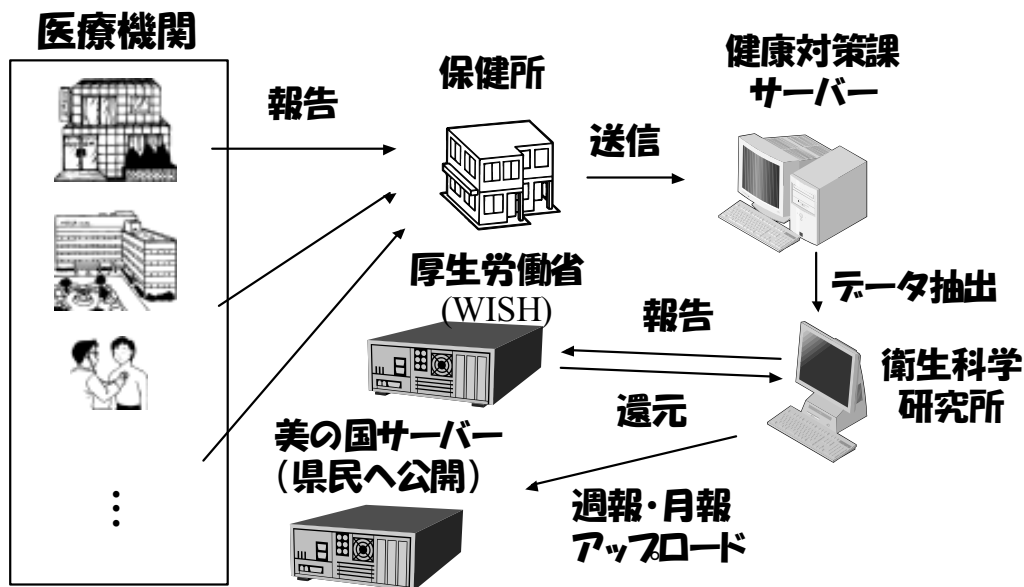 医療機関
報告
保健所
送信
健康対策課
サーバー
データ抽出
厚生労働省
(WISH)
報告
還元
衛生科学
研究所
美の国サーバー
(県民へ公開)
週報・月報
アップロード
⋮